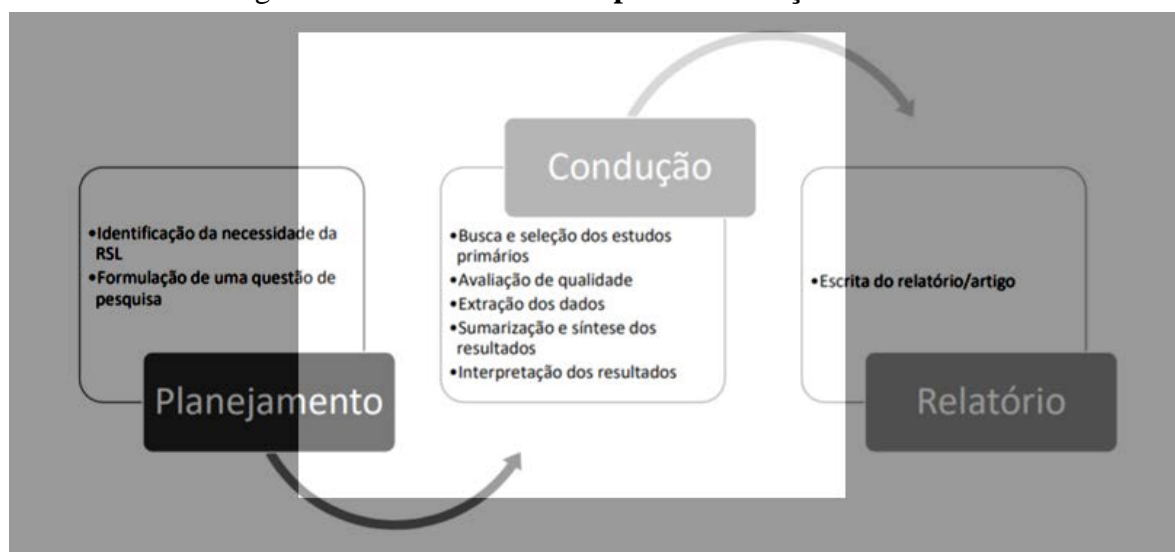 •Identificação da necessidade da
RSL
•Formulação de uma questão de
pesquisa
Planejamento
Condução
•Busca e seleção dos estudos
primários
•Avaliação de qualidade
•Extração dos dados
•Sumarização e síntese dos
resultados
•Interpretação dos resultados
•Escrita do relatório/artigo
Relatório